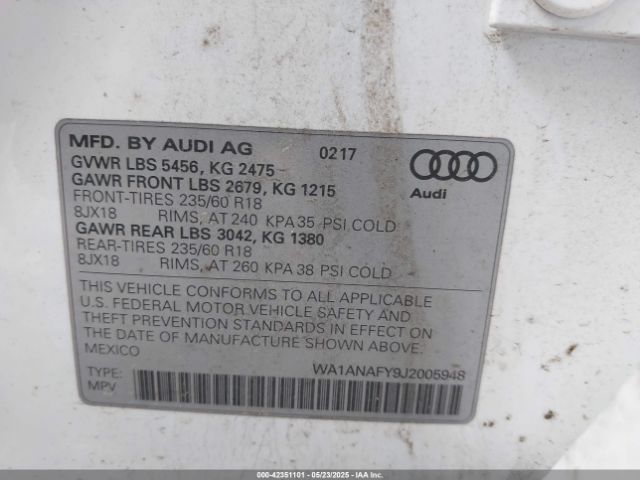 MFD. BY AUDI AG 0217
GVWR LBS 5456, KG 2475
GAWR FRONT LBS 2679, KG 1215
FRONT-TIRES 235/60 R18
8JX18 RIMS, AT 240 KPA 35 PSI COLD
GAWR REAR LBS 3042, KG 1380
REAR-TIRES 235/60 R18
8JX18 RIMS, AT 260 KPA 38 PSI COLD
Audi
THIS VEHICLE CONFORMS TO ALL APPLICABLE
U.S. FEDERAL MOTOR VEHICLE SAFETY AND
THEFT PREVENTION STANDARDS IN EFFECT ON
THE DATE OF MANUFACTURE SHOWN ABOVE.
MEXICO
TYPE: WA1ANAFY9J2005948
MPV
000-42351101 - 05/23/2025 - IAAI.COM